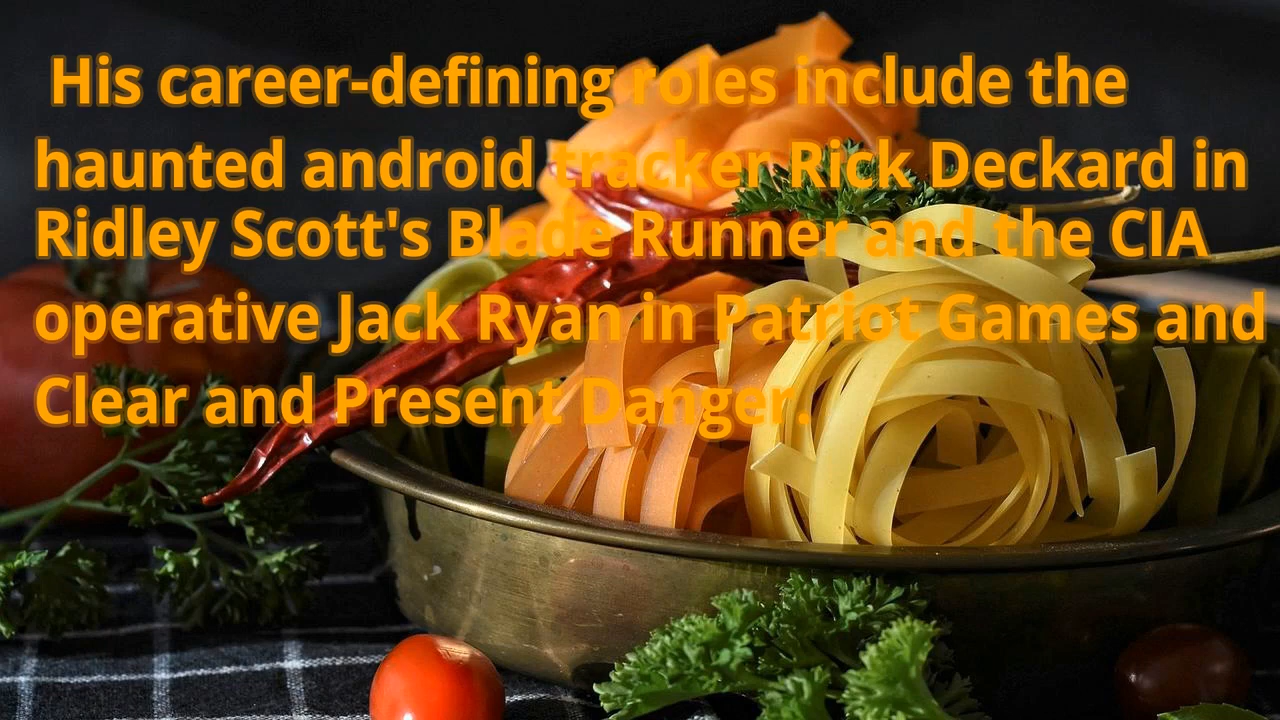 His career-defining roles include the
haunted android tracker Rick Deckard in
Ridley Scott's Blade Runner and the CIA
operative Jack Ryan in Patriot Games and
Clear and Present Danger.